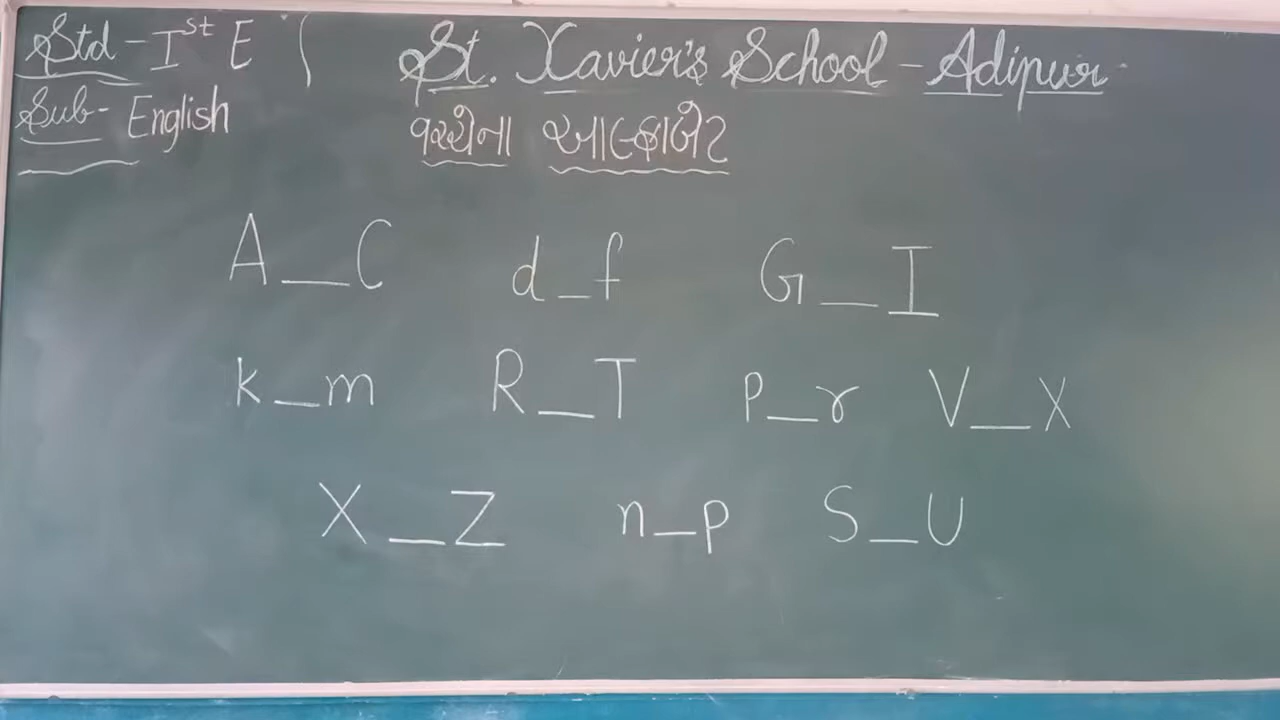 Std - Ist E ( St. Xavier's School - Adipur
Sub - English
વચ્ચેના આલ્ફાબેટ
A _ C d _ f G _ I
k _ m R _ T p _ r V _ X
X _ Z n _ p S _ U